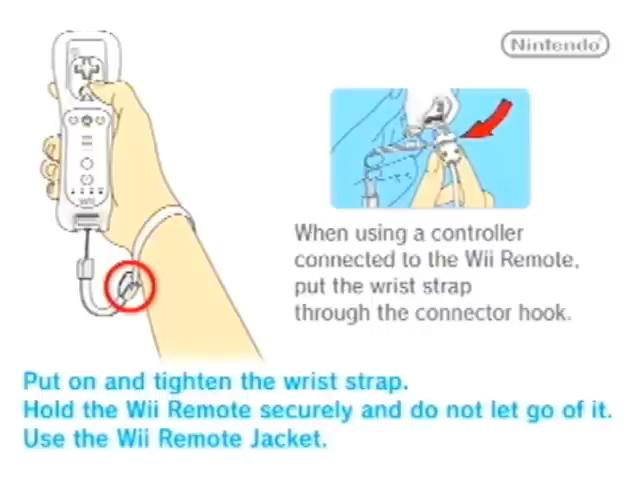 Nintendo
When using a controller
connected to the Wii Remote,
put the wrist strap
through the connector hook.
Put on and tighten the wrist strap.
Hold the Wii Remote securely and do not let go of it.
Use the Wii Remote Jacket.
Wii